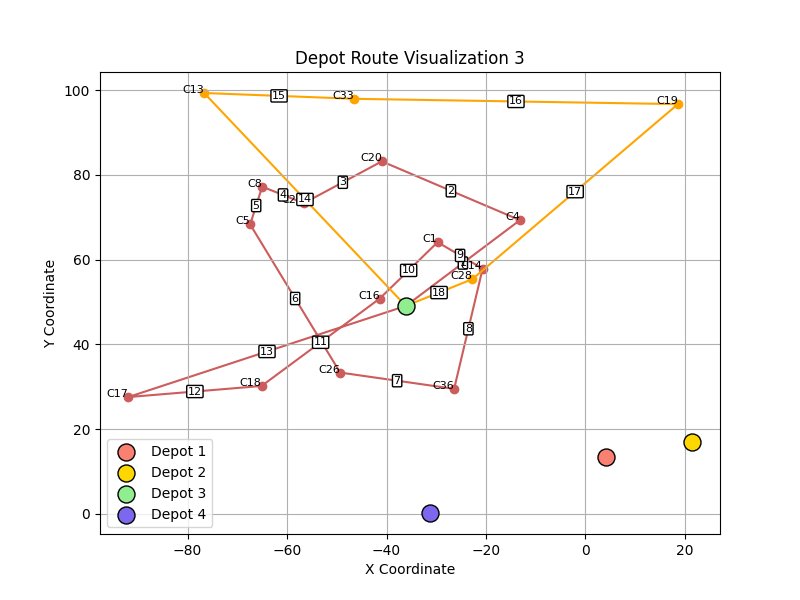 Depot Route Visualization 3
Y Coordinate
100
80
60
40
20
0
C13
15
C33
16
C19
C20
3
C8
4
14
2
5
17
C5
C4
C1
9
10
C14
C28
18
C16
6
8
11
13
C26
7
C36
C18
12
C17
Depot 1
Depot 2
Depot 3
Depot 4
−80
−60
−40
−20
0
20
X Coordinate